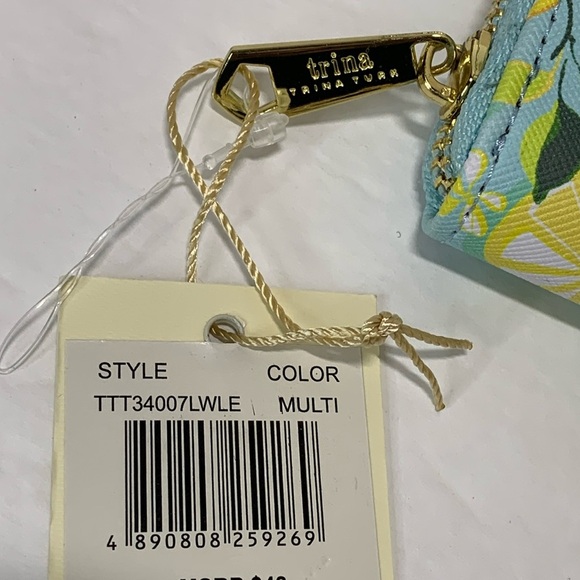 trina
TRINA TURK
STYLE COLOR
TTT34007LWLE MULTI
4 890808 259269